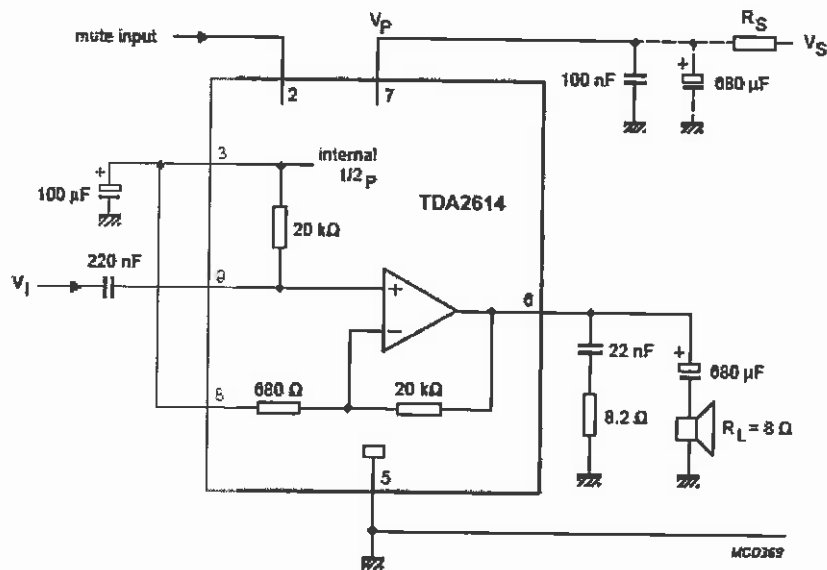 mute input
V_P
R_S
V_S
2
7
100 nF
680 µF
3
internal
1/2_P
TDA2614
100 µF
20 kΩ
220 nF
V_I
9
+
−
6
22 nF
680 µF
8
680 Ω
20 kΩ
8.2 Ω
R_L = 8 Ω
5
MCD369